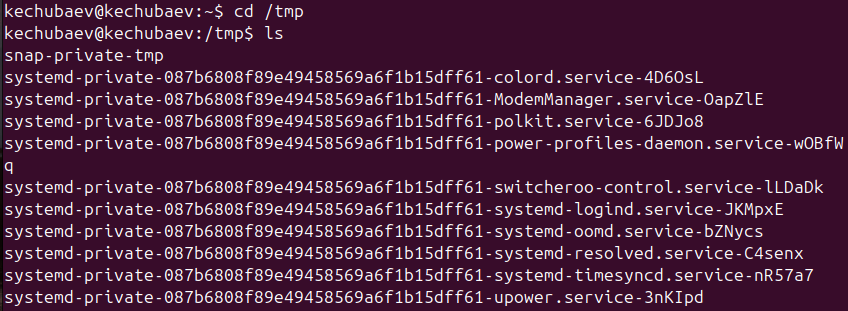 kechubaev@kechubaev:~$ cd /tmp
kechubaev@kechubaev:/tmp$ ls
snap-private-tmp
systemd-private-087b6808f89e49458569a6f1b15dff61-colord.service-4D6OsL
systemd-private-087b6808f89e49458569a6f1b15dff61-ModemManager.service-OapZlE
systemd-private-087b6808f89e49458569a6f1b15dff61-polkit.service-6JDJo8
systemd-private-087b6808f89e49458569a6f1b15dff61-power-profiles-daemon.service-wOBfW
q
systemd-private-087b6808f89e49458569a6f1b15dff61-switcheroo-control.service-lLDaDk
systemd-private-087b6808f89e49458569a6f1b15dff61-systemd-logind.service-JKMpxE
systemd-private-087b6808f89e49458569a6f1b15dff61-systemd-oomd.service-bZNycs
systemd-private-087b6808f89e49458569a6f1b15dff61-systemd-resolved.service-C4senx
systemd-private-087b6808f89e49458569a6f1b15dff61-systemd-timesyncd.service-nR57a7
systemd-private-087b6808f89e49458569a6f1b15dff61-upower.service-3nKIpd